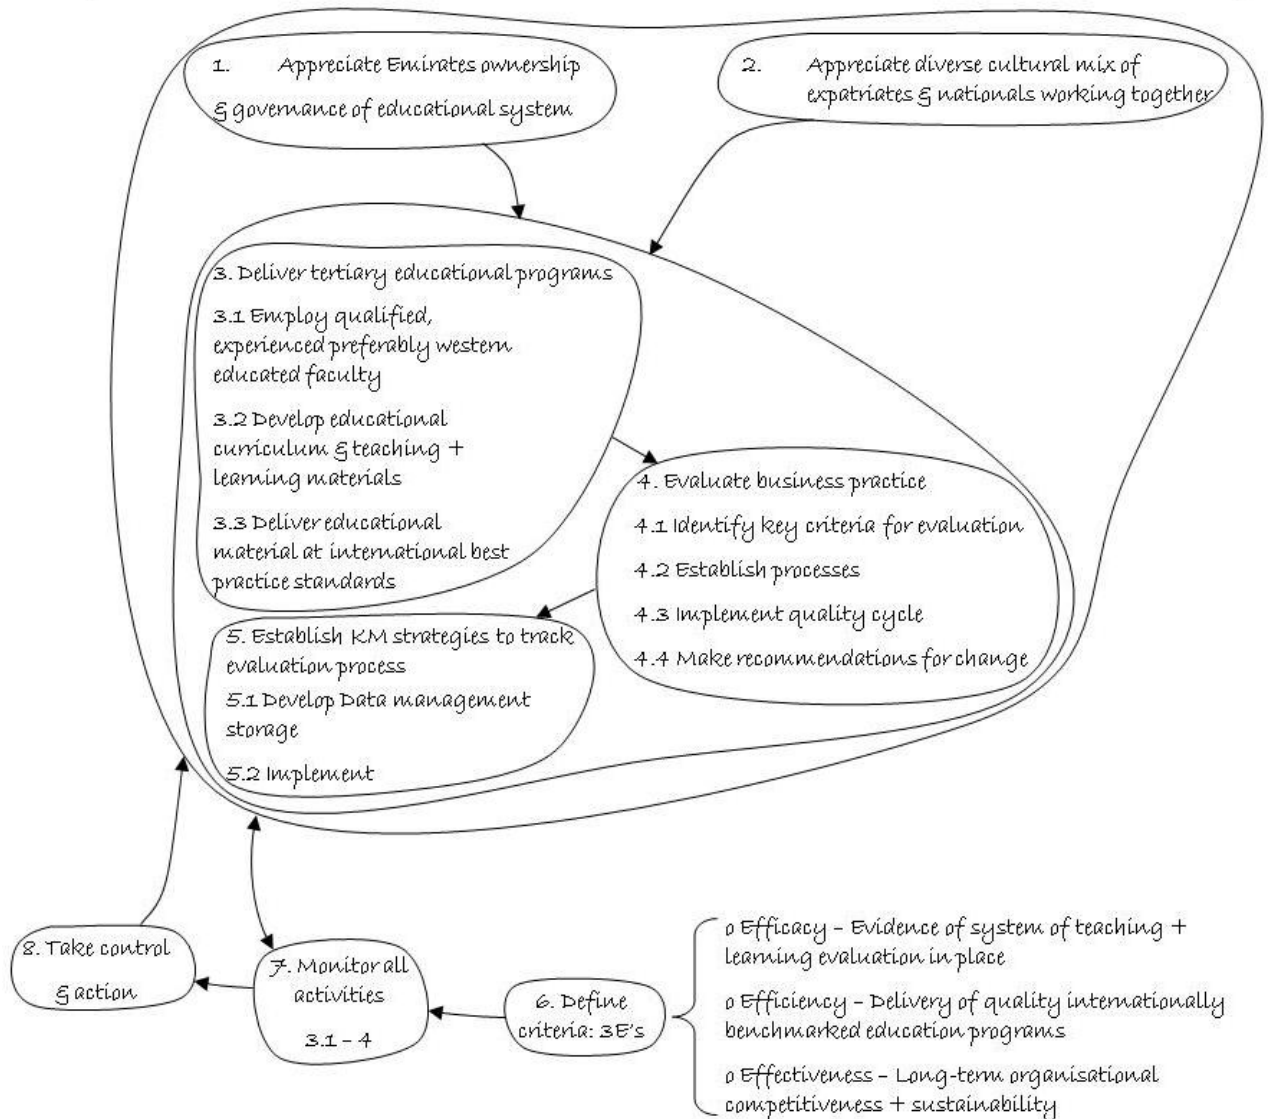 1. Appreciate Emirates ownership
& governance of educational system
2. Appreciate diverse cultural mix of
expatriates & nationals working together
3. Deliver tertiary educational programs
3.1 Employ qualified,
experienced preferably western
educated faculty
3.2 Develop educational
curriculum & teaching +
learning materials
3.3 Deliver educational
material at international best
practice standards
4. Evaluate business practice
4.1 Identify key criteria for evaluation
4.2 Establish processes
4.3 Implement quality cycle
4.4 Make recommendations for change
5. Establish KM strategies to track
evaluation process
5.1 Develop Data management
storage
5.2 Implement
8. Take control
& action
7. Monitor all
activities
3.1 - 4
6. Define
criteria: 3E's
o Efficacy - Evidence of system of teaching +
learning evaluation in place
o Efficiency - Delivery of quality internationally
benchmarked education programs
o Effectiveness - Long-term organisational
competitiveness + sustainability